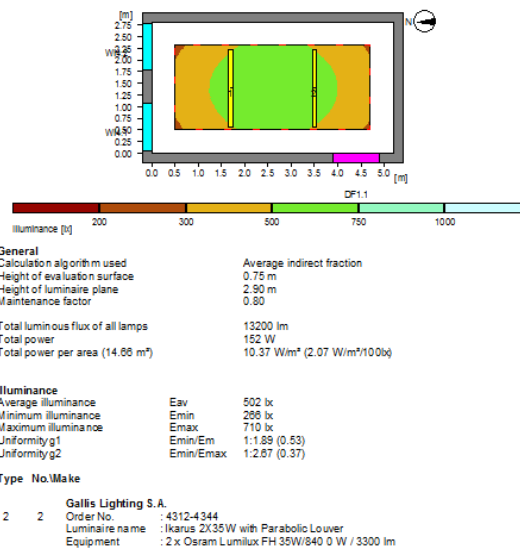 [m]
2.75
2.50
2.25
2.00
1.75
1.50
1.25
1.00
0.75
0.50
0.25
0.00
N
0.0 0.5 1.0 1.5 2.0 2.5 3.0 3.5 4.0 4.5 5.0 [m]
DF1.1
Illuminance [lx] 200 300 500 750 1000
General
Calculation algorithm used Average indirect fraction
Height of evaluation surface 0.75 m
Height of luminaire plane 2.90 m
Maintenance factor 0.80
Total luminous flux of all lamps 13200 lm
Total power 152 W
Total power per area (14.66 m²) 10.37 W/m² (2.07 W/m²/100lx)
Illuminance
Average illuminance Eav 502 lx
Minimum illuminance Emin 266 lx
Maximum illuminance Emax 710 lx
Uniformity g1 Emin/Em 1:1.89 (0.53)
Uniformity g2 Emin/Emax 1:2.67 (0.37)
Type No.\Make
Gallis Lighting S.A.
2 2 Order No. : 4312-4344
Luminaire name : Ikarus 2X35W with Parabolic Louver
Equipment : 2 x Osram Lumilux FH 35W/840 0 W / 3300 lm